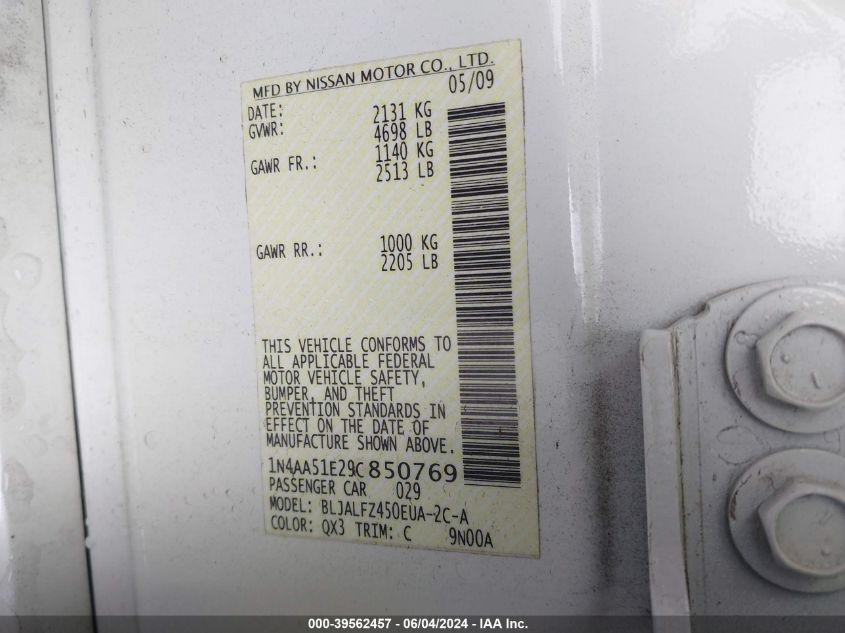 MFD BY NISSAN MOTOR CO., LTD.
DATE: 05/09
GVWR: 2131 KG
4698 LB
GAWR FR.: 1140 KG
2513 LB
GAWR RR.: 1000 KG
2205 LB
THIS VEHICLE CONFORMS TO
ALL APPLICABLE FEDERAL
MOTOR VEHICLE SAFETY,
BUMPER, AND THEFT
PREVENTION STANDARDS IN
EFFECT ON THE DATE OF
MANUFACTURE SHOWN ABOVE.
1N4AA51E29C850769
PASSENGER CAR 029
MODEL: BLJALFZ450EUA-2C-A
COLOR: QX3 TRIM: C 9N00A
000-39562457 - 06/04/2024 - IAA Inc.